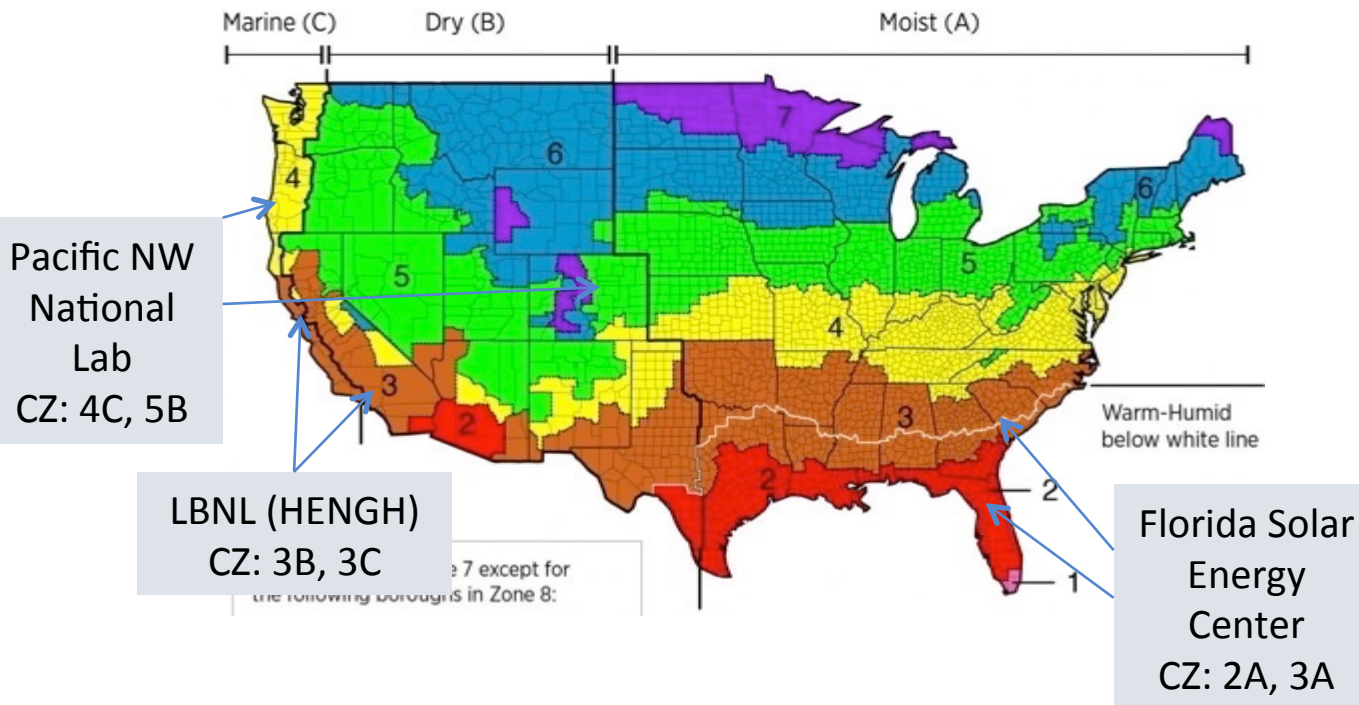 Marine (C)
Dry (B)
Moist (A)
7
6
6
4
5
5
4
3
3
2
2
2
1
Warm-Humid
below white line
Pacific NW
National
Lab
CZ: 4C, 5B
LBNL (HENGH)
CZ: 3B, 3C
Florida Solar
Energy
Center
CZ: 2A, 3A
7 except for
the following boroughs in Zone 8: